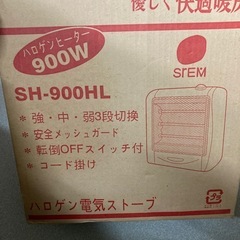 優しく快適暖房
ハロゲンヒーター
900W
SrEM
SH-900HL
＊強・中・弱3段切換
＊安全メッシュガード
＊転倒OFFスイッチ付
＊コード掛け
ハロゲン電気ストーブ